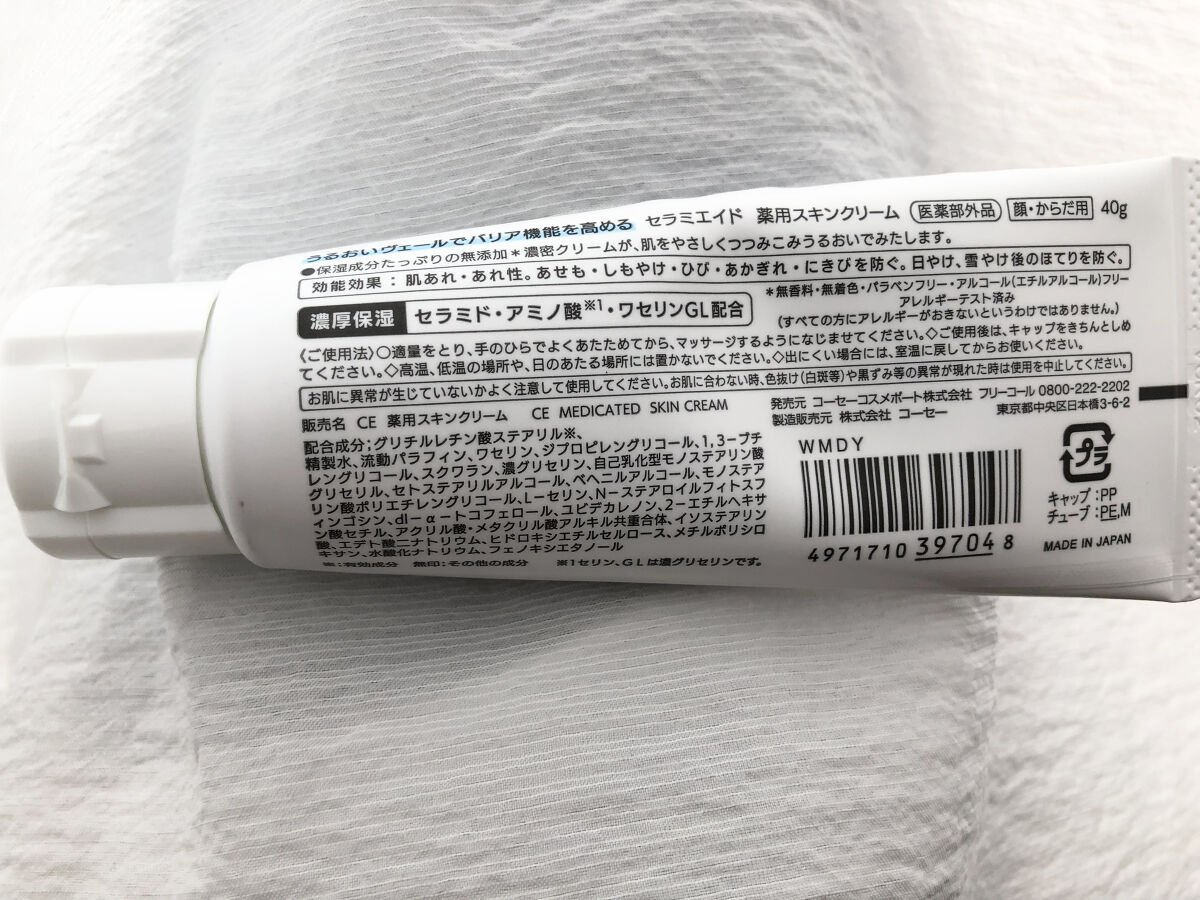 うるおいヴェールでバリア機能を高める セラミエイド 薬用スキンクリーム 医薬部外品 顔・からだ用 40g
●保湿成分たっぷりの無添加*濃密クリームが、肌をやさしくつつみこみうるおいでみたします。
効能効果：肌あれ・あれ性。あせも・しもやけ・ひび・あかぎれ・にきびを防ぐ。日やけ、雪やけ後のほてりを防ぐ。
濃厚保湿 セラミド・アミノ酸※1・ワセリンGL配合
*無香料・無着色・パラベンフリー・アルコール(エチルアルコール)フリー
アレルギーテスト済み
(すべての方にアレルギーがおきないというわけではありません。)
〈ご使用法〉○適量をとり、手のひらでよくあたためてから、マッサージするようになじませてください。◇ご使用後は、キャップをきちんとしめ
てください。◇高温、低温の場所や、日のあたる場所には置かないでください。◇出にくい場合には、室温に戻してからお使いください。
お肌に異常が生じていないかよく注意して使用してください。お肌に合わない時、色抜け(白斑等)や黒ずみ等の異常が現れた時は使用を中止してください。
販売名 CE 薬用スキンクリーム CE MEDICATED SKIN CREAM
発売元 コーセーコスメポート株式会社 フリーコール 0800-222-2202
製造販売元 株式会社 コーセー 東京都中央区日本橋3-6-2
配合成分；グリチルレチン酸ステアリル※、
精製水、流動パラフィン、ワセリン、ジプロピレングリコール、1,3-ブチ
レングリコール、スクワラン、濃グリセリン、自己乳化型モノステアリン酸
グリセリル、セトステアリルアルコール、ベヘニルアルコール、モノステア
リン酸ポリエチレングリコール、L-セリン、N-ステアロイルフィトスフ
ィンゴシン、dl-α-トコフェロール、ユビデカレノン、2-エチルヘキサ
ン酸セチル、アクリル酸・メタクリル酸アルキル共重合体、イソステアリン
酸、エデト酸二ナトリウム、ヒドロキシエチルセルロース、メチルポリシロ
キサン、水酸化ナトリウム、フェノキシエタノール
※：有効成分 無印：その他の成分 ※1セリン、GLは濃グリセリンです。
WMDY
4971710 397048
プラ
キャップ：PP
チューブ：PE,M
MADE IN JAPAN